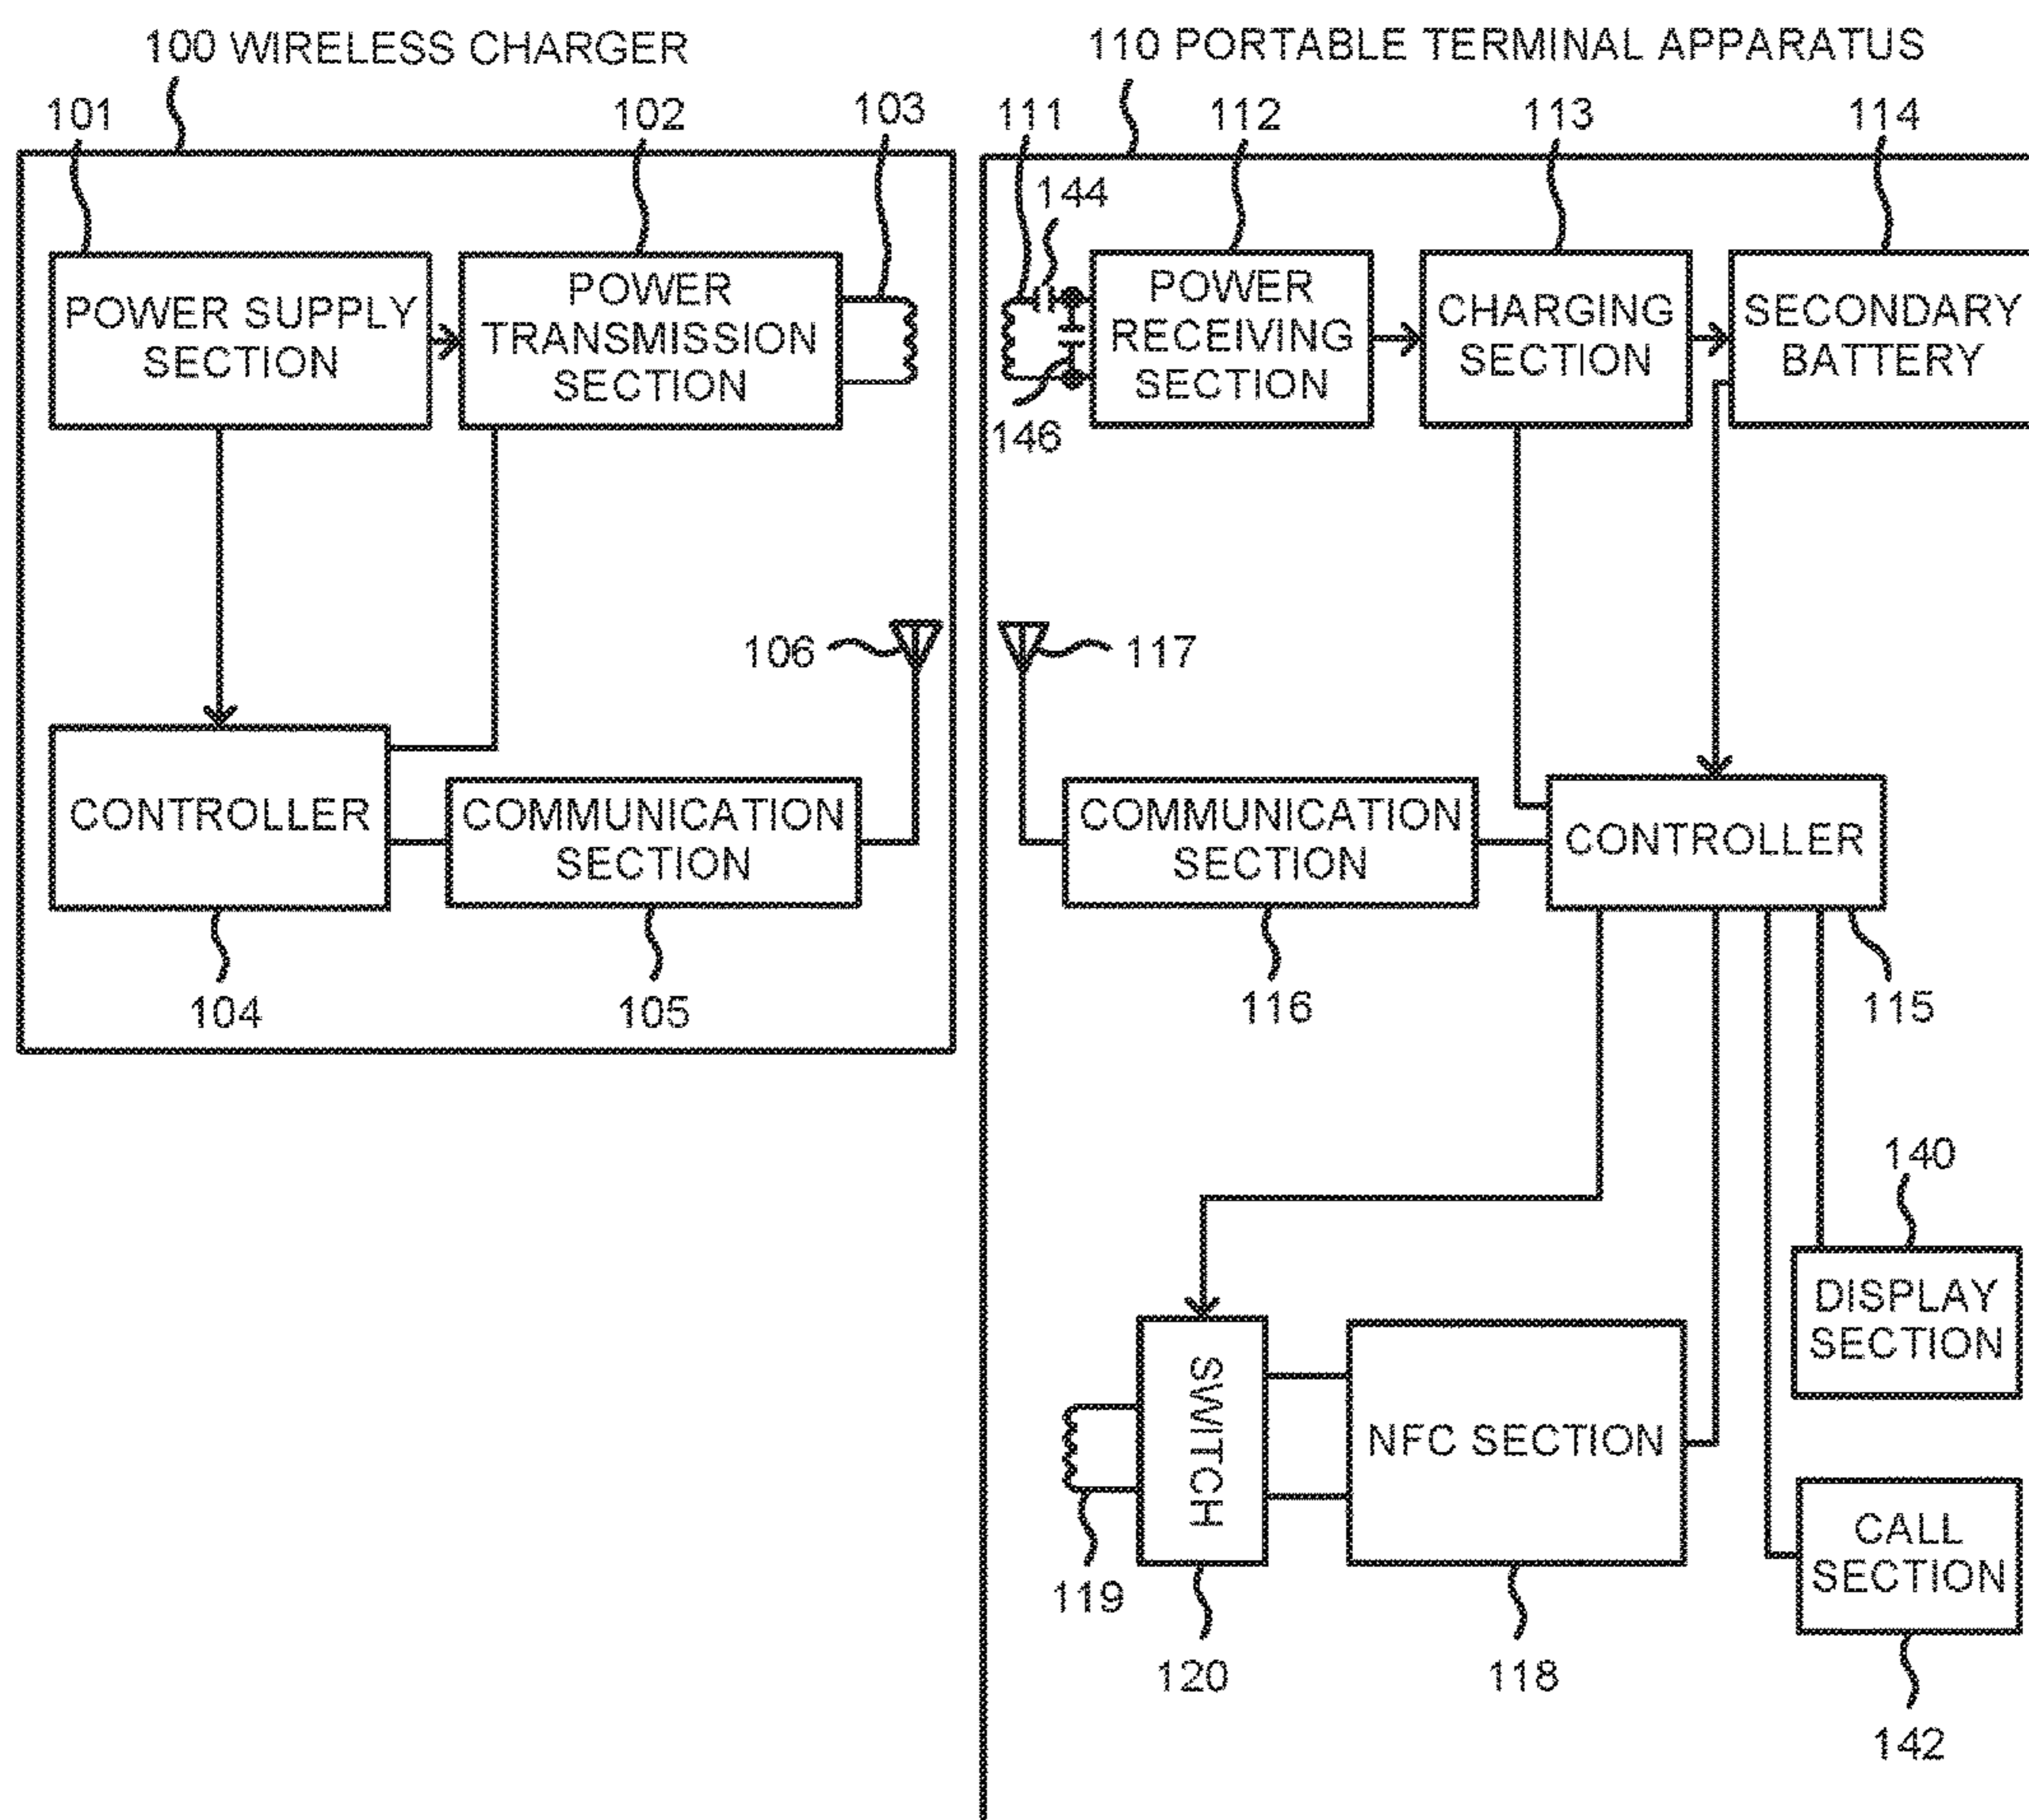 100 WIRELESS CHARGER
110 PORTABLE TERMINAL APPARATUS
101
102
103
111
112
113
114
144
POWER SUPPLY
SECTION
POWER
TRANSMISSION
SECTION
POWER
RECEIVING
SECTION
CHARGING
SECTION
SECONDARY
BATTERY
146
106
117
CONTROLLER
COMMUNICATION
SECTION
COMMUNICATION
SECTION
CONTROLLER
104
105
116
115
140
DISPLAY
SECTION
SWITCH
NFC SECTION
CALL
SECTION
119
120
118
142